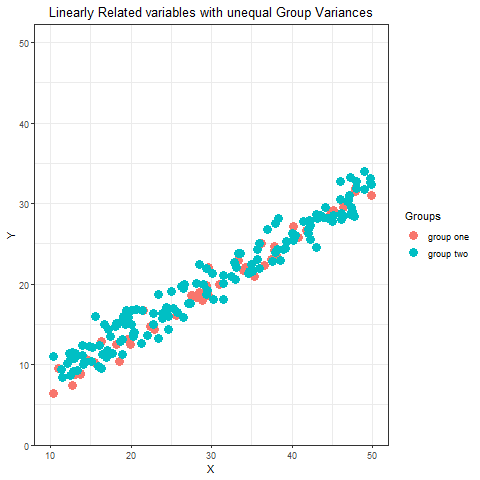 Linearly Related variables with unequal Group Variances
50
40
30
20
10
0
Y
10 20 30 40 50
X
Groups
group one
group two